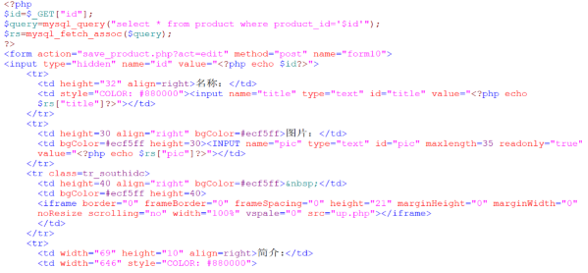 <?php
$id=$_GET["id"];
$query=mysql_query("select * from product where product_id='$id'");
$rs=mysql_fetch_assoc($query);
?>
<form action="save_product.php?act=edit" method="post" name="form10">
<input type="hidden" name="id" value="<?php echo $id?>">
<tr>
<td height="32" align=right>名称：</td>
<td style="COLOR: #880000"><input name="title" type="text" id="title" value="<?php echo
$rs["title"]?>"></td>
</tr>
<tr>
<td height=30 align="right" bgColor=#ecf5ff>图片：</td>
<td bgColor=#ecf5ff height=30><INPUT name="pic" type="text" id="pic" maxlength=35 readonly="true"
value="<?php echo $rs["pic"]?>"></td>
</tr>
<tr class=tr_southidc>
<td height=40 align="right" bgColor=#ecf5ff>&nbsp;</td>
<td bgColor=#ecf5ff height=40>
<iframe border="0" frameBorder="0" frameSpacing="0" height="21" marginHeight="0" marginWidth="0"
noResize scrolling="no" width="100%" vspale="0" src="up.php"></iframe>
</td>
</tr>
<tr>
<td width="69" height="10" align=right>简介:</td>
<td width="646" style="COLOR: #880000">